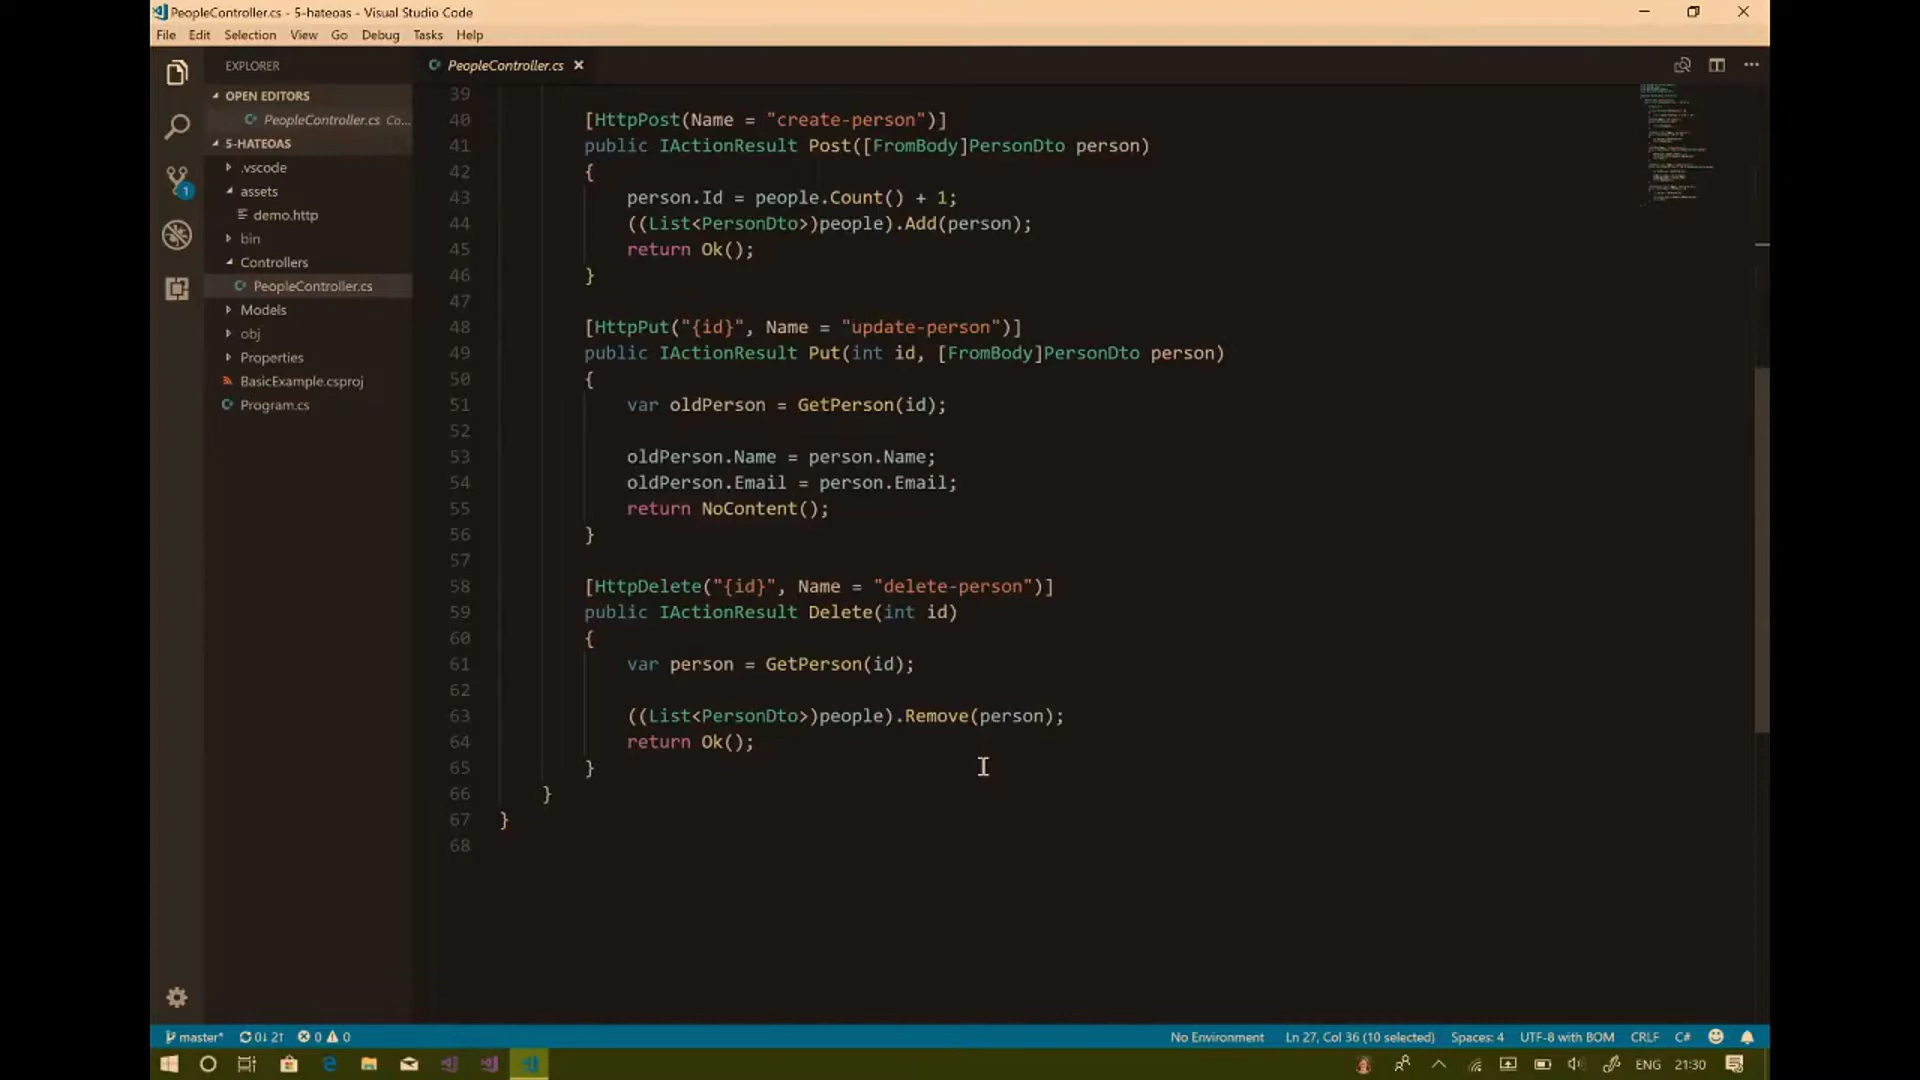 PeopleController.cs - 5-hateoas - Visual Studio Code
File Edit Selection View Go Debug Tasks Help
EXPLORER
OPEN EDITORS
PeopleController.cs Co...
5-HATEOAS
.vscode
assets
demo.http
bin
Controllers
PeopleController.cs
Models
obj
Properties
BasicExample.csproj
Program.cs
1
PeopleController.cs
39
40 [HttpPost(Name = "create-person")]
41 public IActionResult Post([FromBody]PersonDto person)
42 {
43 person.Id = people.Count() + 1;
44 ((List<PersonDto>)people).Add(person);
45 return Ok();
46 }
47
48 [HttpPut("{id}", Name = "update-person")]
49 public IActionResult Put(int id, [FromBody]PersonDto person)
50 {
51 var oldPerson = GetPerson(id);
52
53 oldPerson.Name = person.Name;
54 oldPerson.Email = person.Email;
55 return NoContent();
56 }
57
58 [HttpDelete("{id}", Name = "delete-person")]
59 public IActionResult Delete(int id)
60 {
61 var person = GetPerson(id);
62
63 ((List<PersonDto>)people).Remove(person);
64 return Ok();
65 }
66 }
67 }
68
master* 0↓ 2↑ 0 0 No Environment Ln 27, Col 36 (10 selected) Spaces: 4 UTF-8 with BOM CRLF C#
ENG 21:30